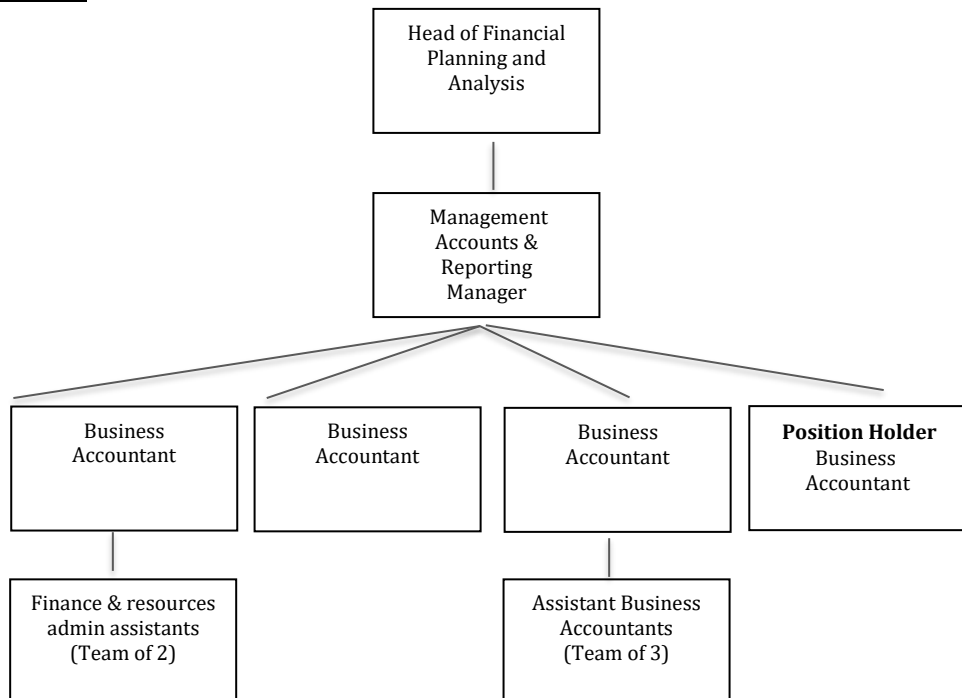 Head of Financial
Planning and
Analysis
Management
Accounts &
Reporting
Manager
Business
Accountant
Business
Accountant
Business
Accountant
Position Holder
Business
Accountant
Finance & resources
admin assistants
(Team of 2)
Assistant Business
Accountants
(Team of 3)